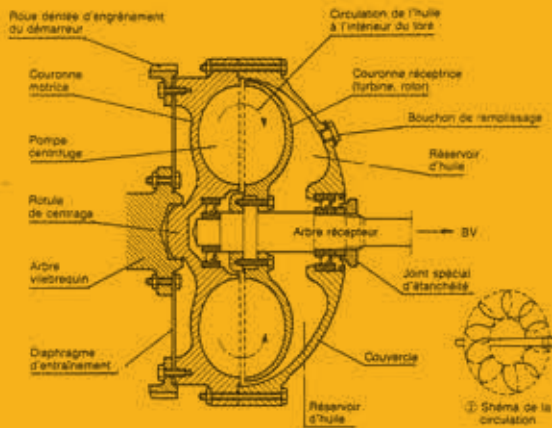 Roue dentée d'engrènement
du démarreur
Couronne
motrice
Pompe
centrifuge
Rotule
de centrage
Arbre
vilebrequin
Diaphragme
d'entraînement
Circulation de l'huile
à l'intérieur du tore
Couronne réceptrice
(turbine, rotor)
Bouchon de remplissage
Réservoir
d'huile
Arbre récepteur
BV
Joint spécial
d'étanchéité
Couvercle
Réservoir
d'huile
② Shéma de la
circulation